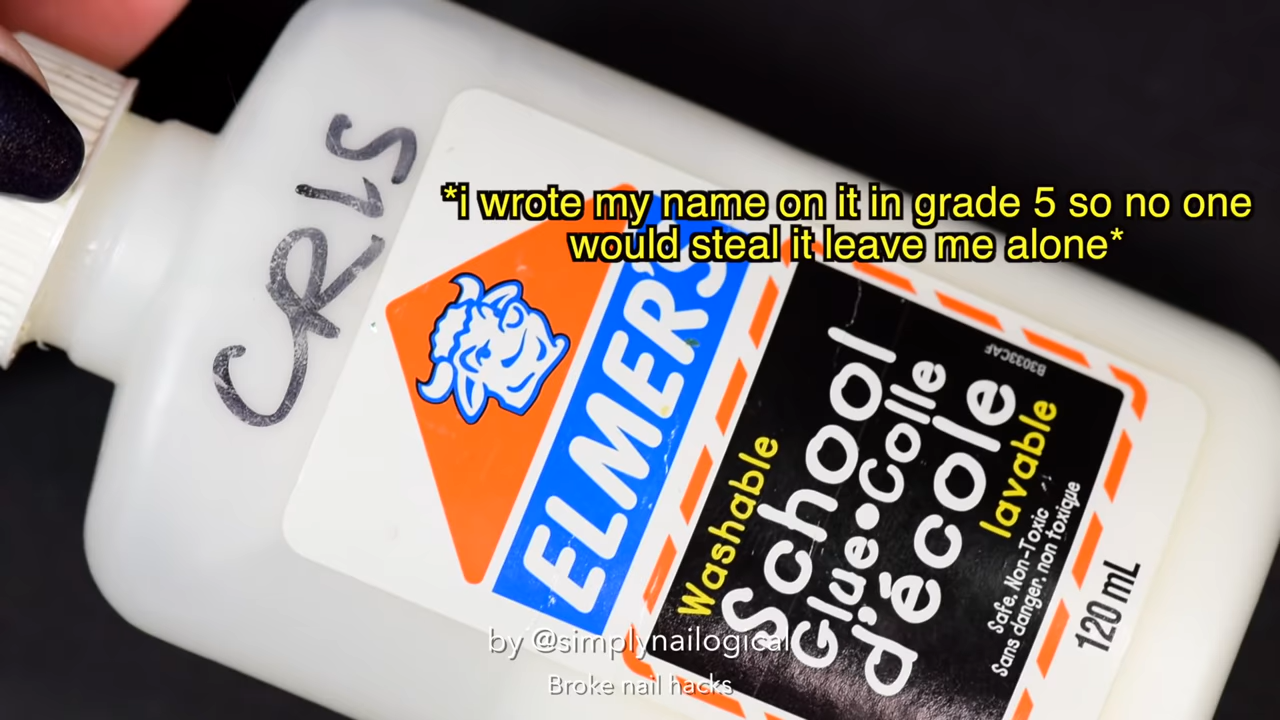 CRIS
*i wrote my name on it in grade 5 so no one
would steal it leave me alone*
ELMER'S
Washable
School
Glue•Colle
d'école
lavable
Safe. Non-Toxic
Sans danger, non toxique
120 mL
B3033CAF
by @simplynailogical
Broke nail hacks